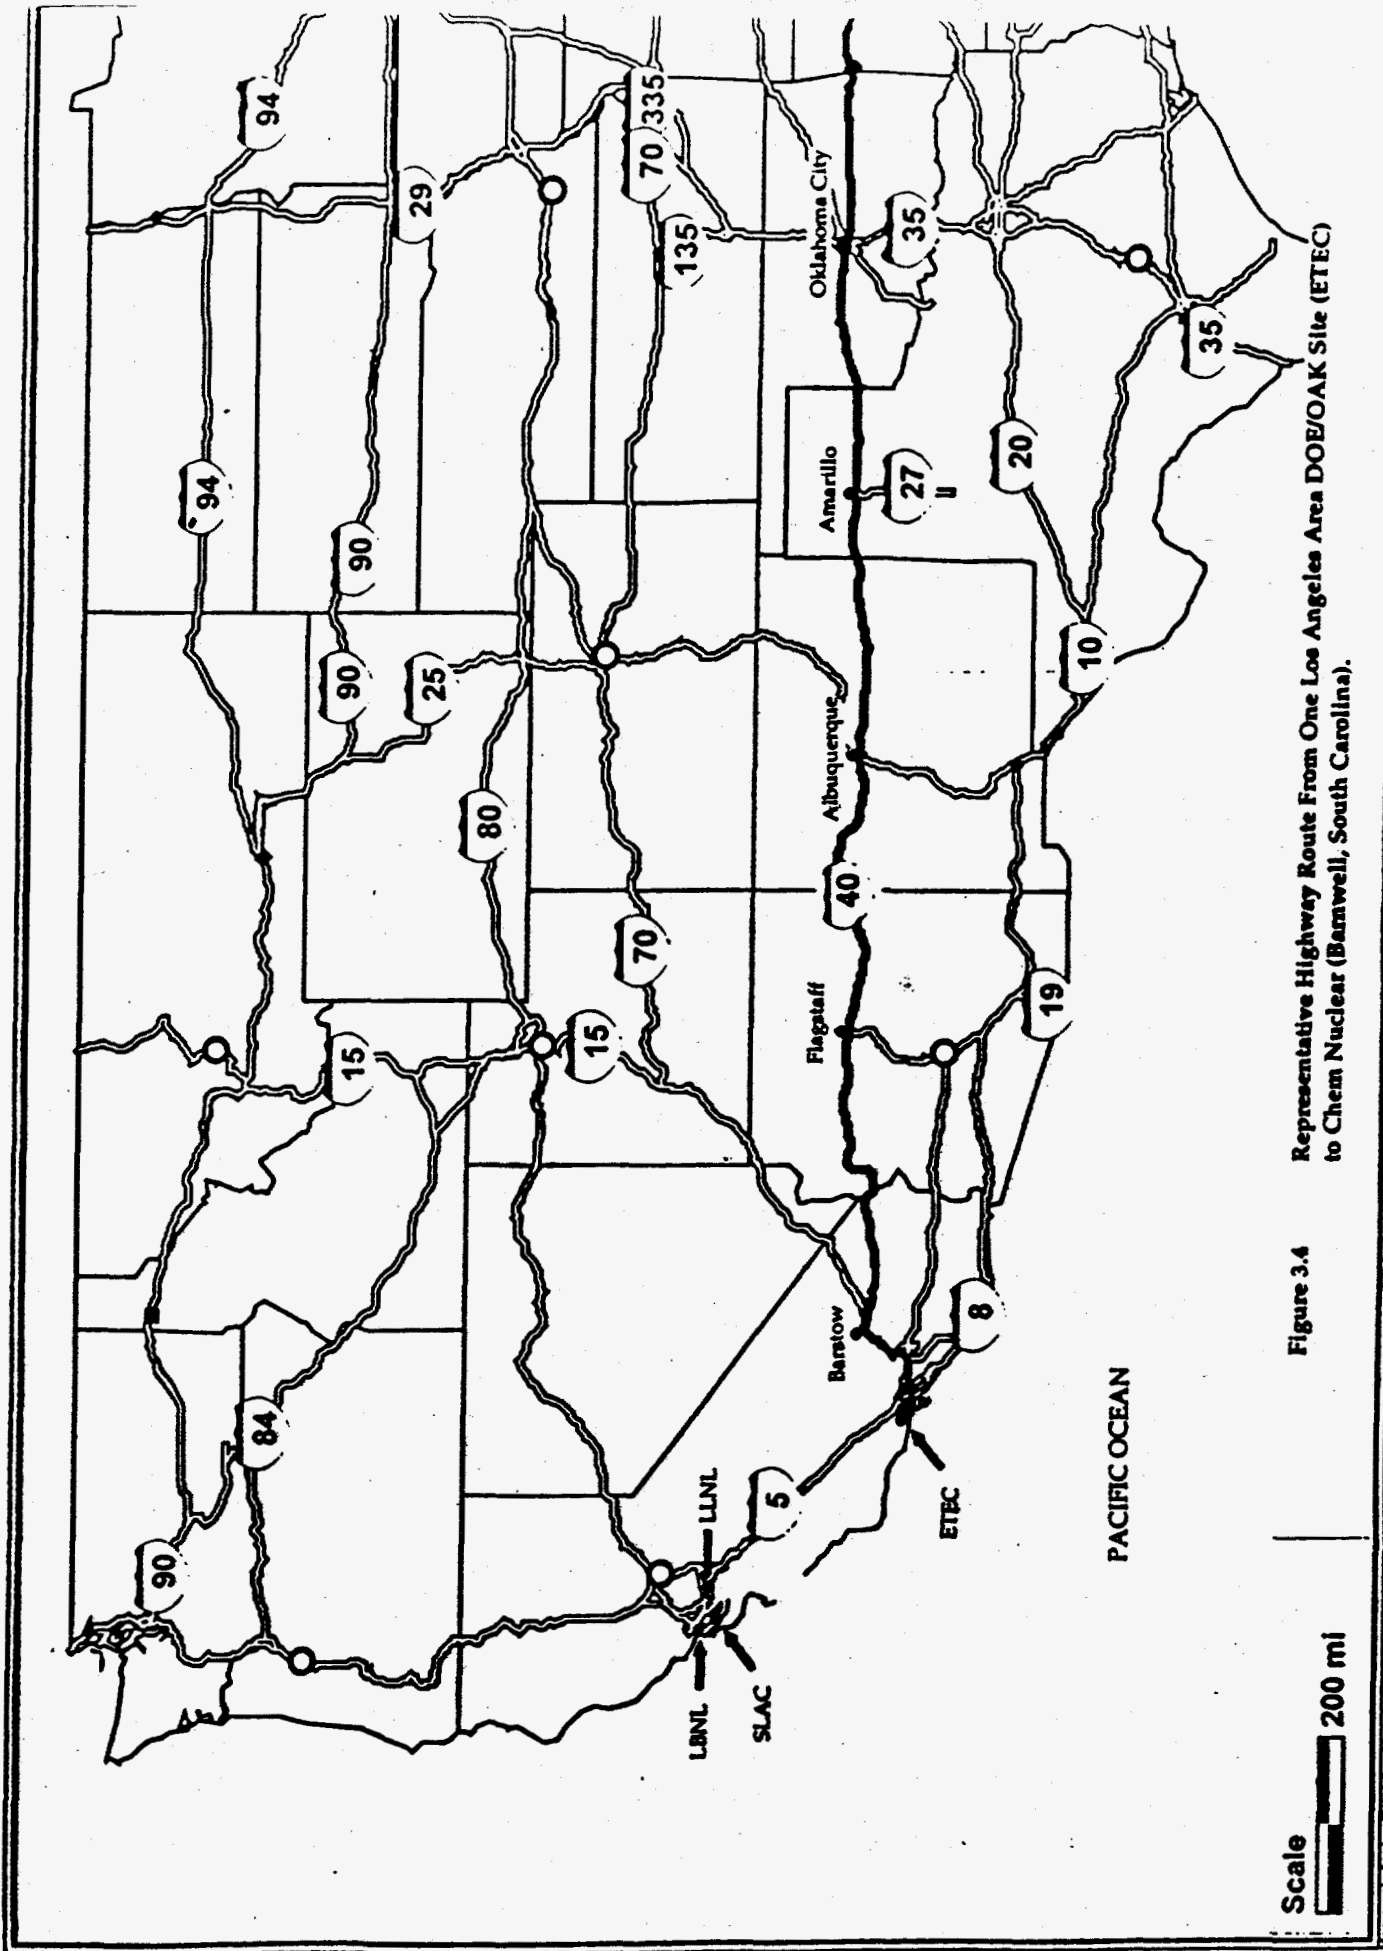 94
94
90
29
90
90
25
15
84
90
80
15
70
70
335
135
40
Oklahoma City
35
Amarillo
27
Albuquerque
Flagstaff
Barstow
20
10
19
8
5
35
LLNL
LBNL
SLAC
ETEC
PACIFIC OCEAN
Scale
200 mi
Figure 3.4
Representative Highway Route From One Los Angeles Area DOE/OAK Site (ETEC)
to Chem Nuclear (Barnwell, South Carolina).